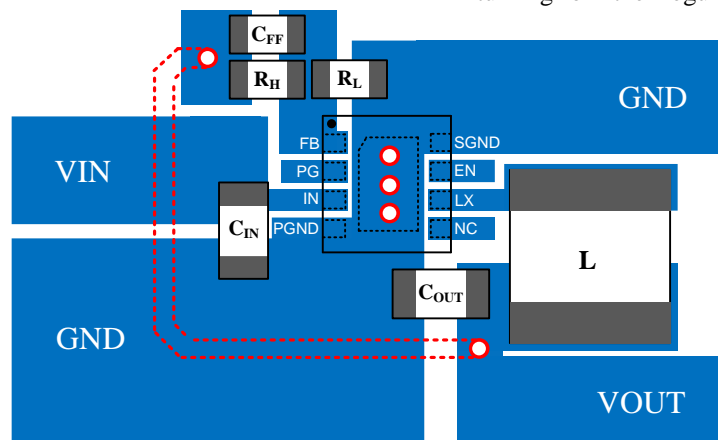 C_FF
R_H
R_L
GND
FB
SGND
VIN
PG
EN
IN
LX
C_IN
PGND
NC
L
C_OUT
GND
VOUT